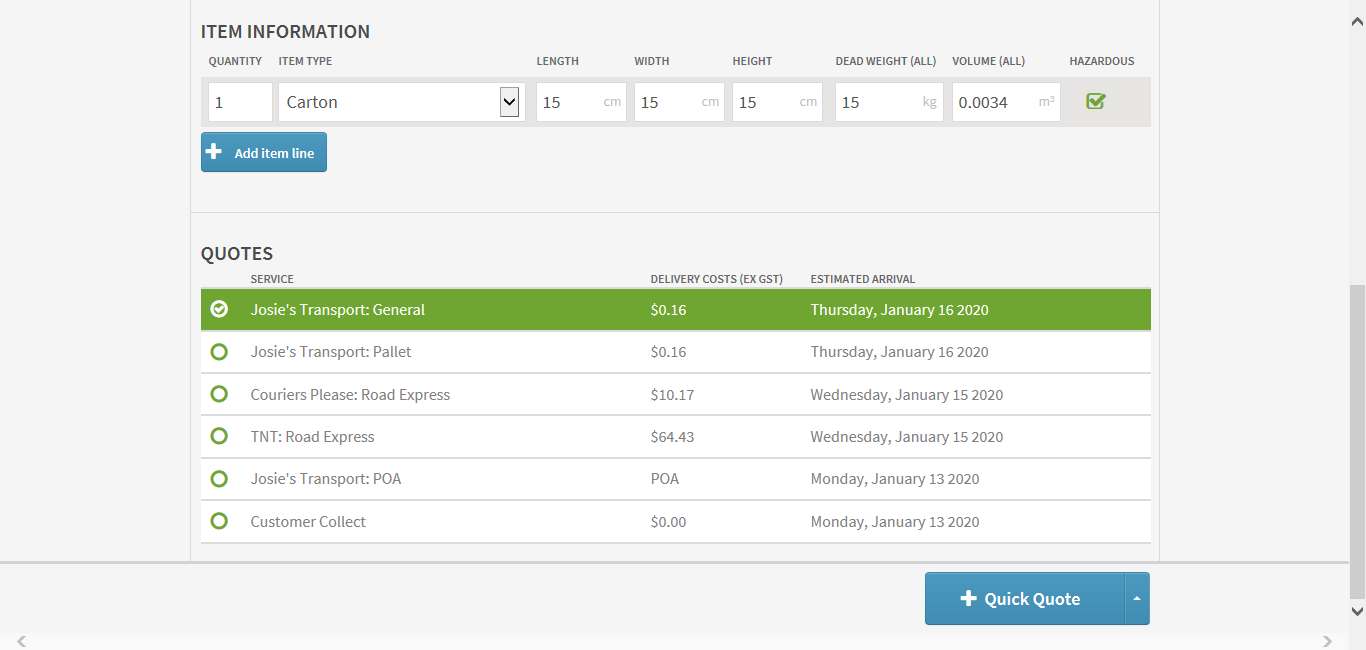 ITEM INFORMATION
QUANTITY ITEM TYPE LENGTH WIDTH HEIGHT DEAD WEIGHT (ALL) VOLUME (ALL) HAZARDOUS
1 Carton 15 cm 15 cm 15 cm 15 kg 0.0034 m³
Add item line
QUOTES
SERVICE DELIVERY COSTS (EX GST) ESTIMATED ARRIVAL
Josie's Transport: General $0.16 Thursday, January 16 2020
Josie's Transport: Pallet $0.16 Thursday, January 16 2020
Couriers Please: Road Express $10.17 Wednesday, January 15 2020
TNT: Road Express $64.43 Wednesday, January 15 2020
Josie's Transport: POA POA Monday, January 13 2020
Customer Collect $0.00 Monday, January 13 2020
Quick Quote